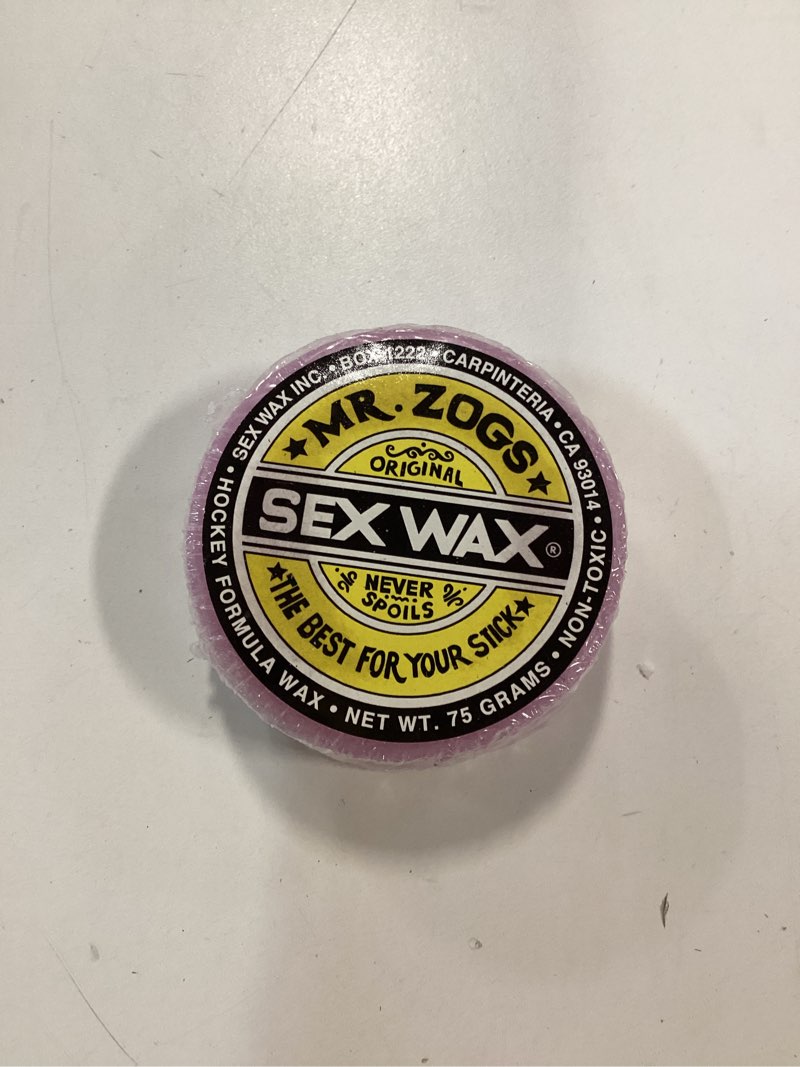 SEX WAX INC. • BOX 1222 • CARPINTERIA • CA 93014 • NON-TOXIC • NET WT. 75 GRAMS • HOCKEY FORMULA WAX •
★ MR. ZOGS ★
ORIGINAL
SEX WAX®
NEVER
SPOILS
★THE BEST FOR YOUR STICK★